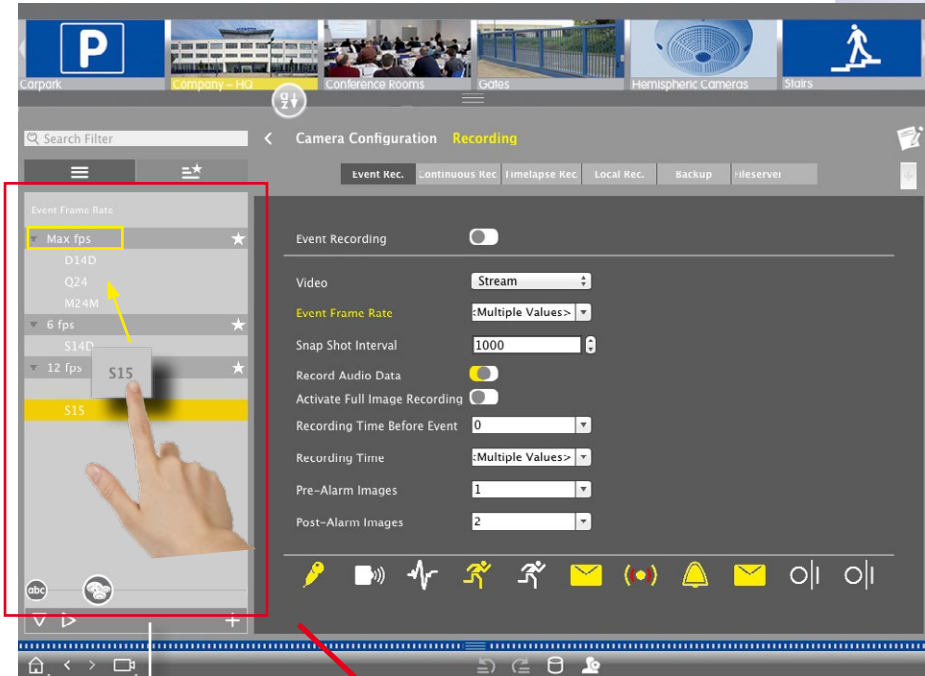 P
Carpark
Company – HQ
Conference Rooms
Gates
Hemispheric Cameras
Stairs
Search Filter
Camera Configuration Recording
Event Rec. Continuous Rec Timelapse Rec Local Rec. Backup Fileserver
Event Frame Rate
Max fps
D14D
Q24
M24M
6 fps
S14D
12 fps
S15
S15
abc
Event Recording
Video Stream
Event Frame Rate <Multiple Values>
Snap Shot Interval 1000
Record Audio Data
Activate Full Image Recording
Recording Time Before Event 0
Recording Time <Multiple Values>
Pre-Alarm Images 1
Post-Alarm Images 2